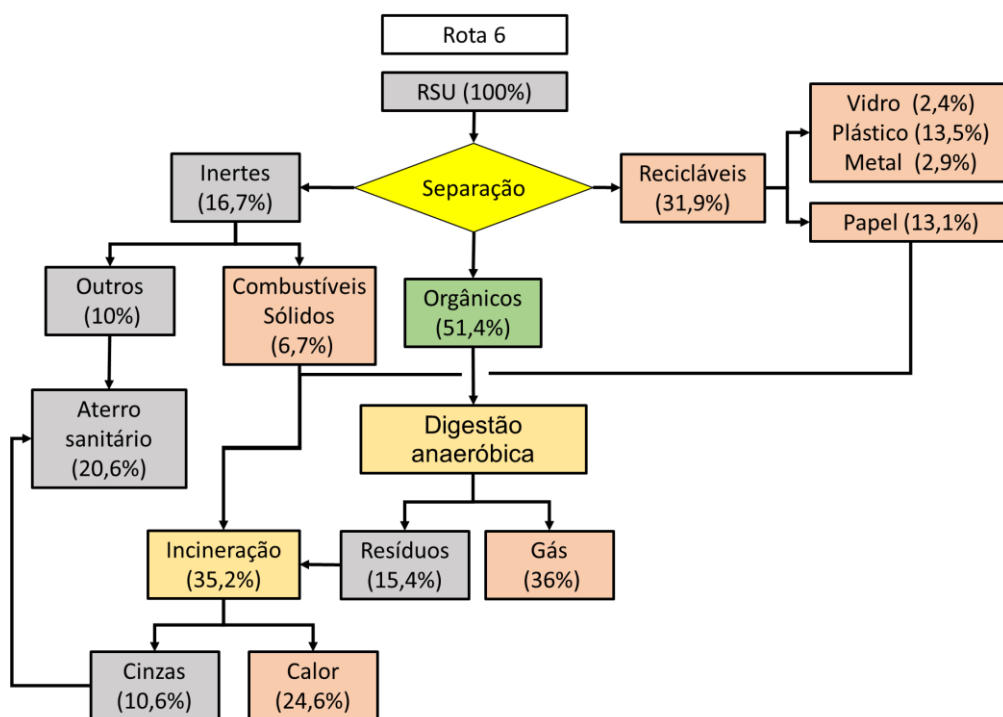 Rota 6
RSU (100%)
Separação
Inertes
(16,7%)
Recicláveis
(31,9%)
Vidro (2,4%)
Plástico (13,5%)
Metal (2,9%)
Papel (13,1%)
Outros
(10%)
Combustíveis
Sólidos
(6,7%)
Orgânicos
(51,4%)
Aterro
sanitário
(20,6%)
Digestão
anaeróbica
Incineração
(35,2%)
Resíduos
(15,4%)
Gás
(36%)
Cinzas
(10,6%)
Calor
(24,6%)